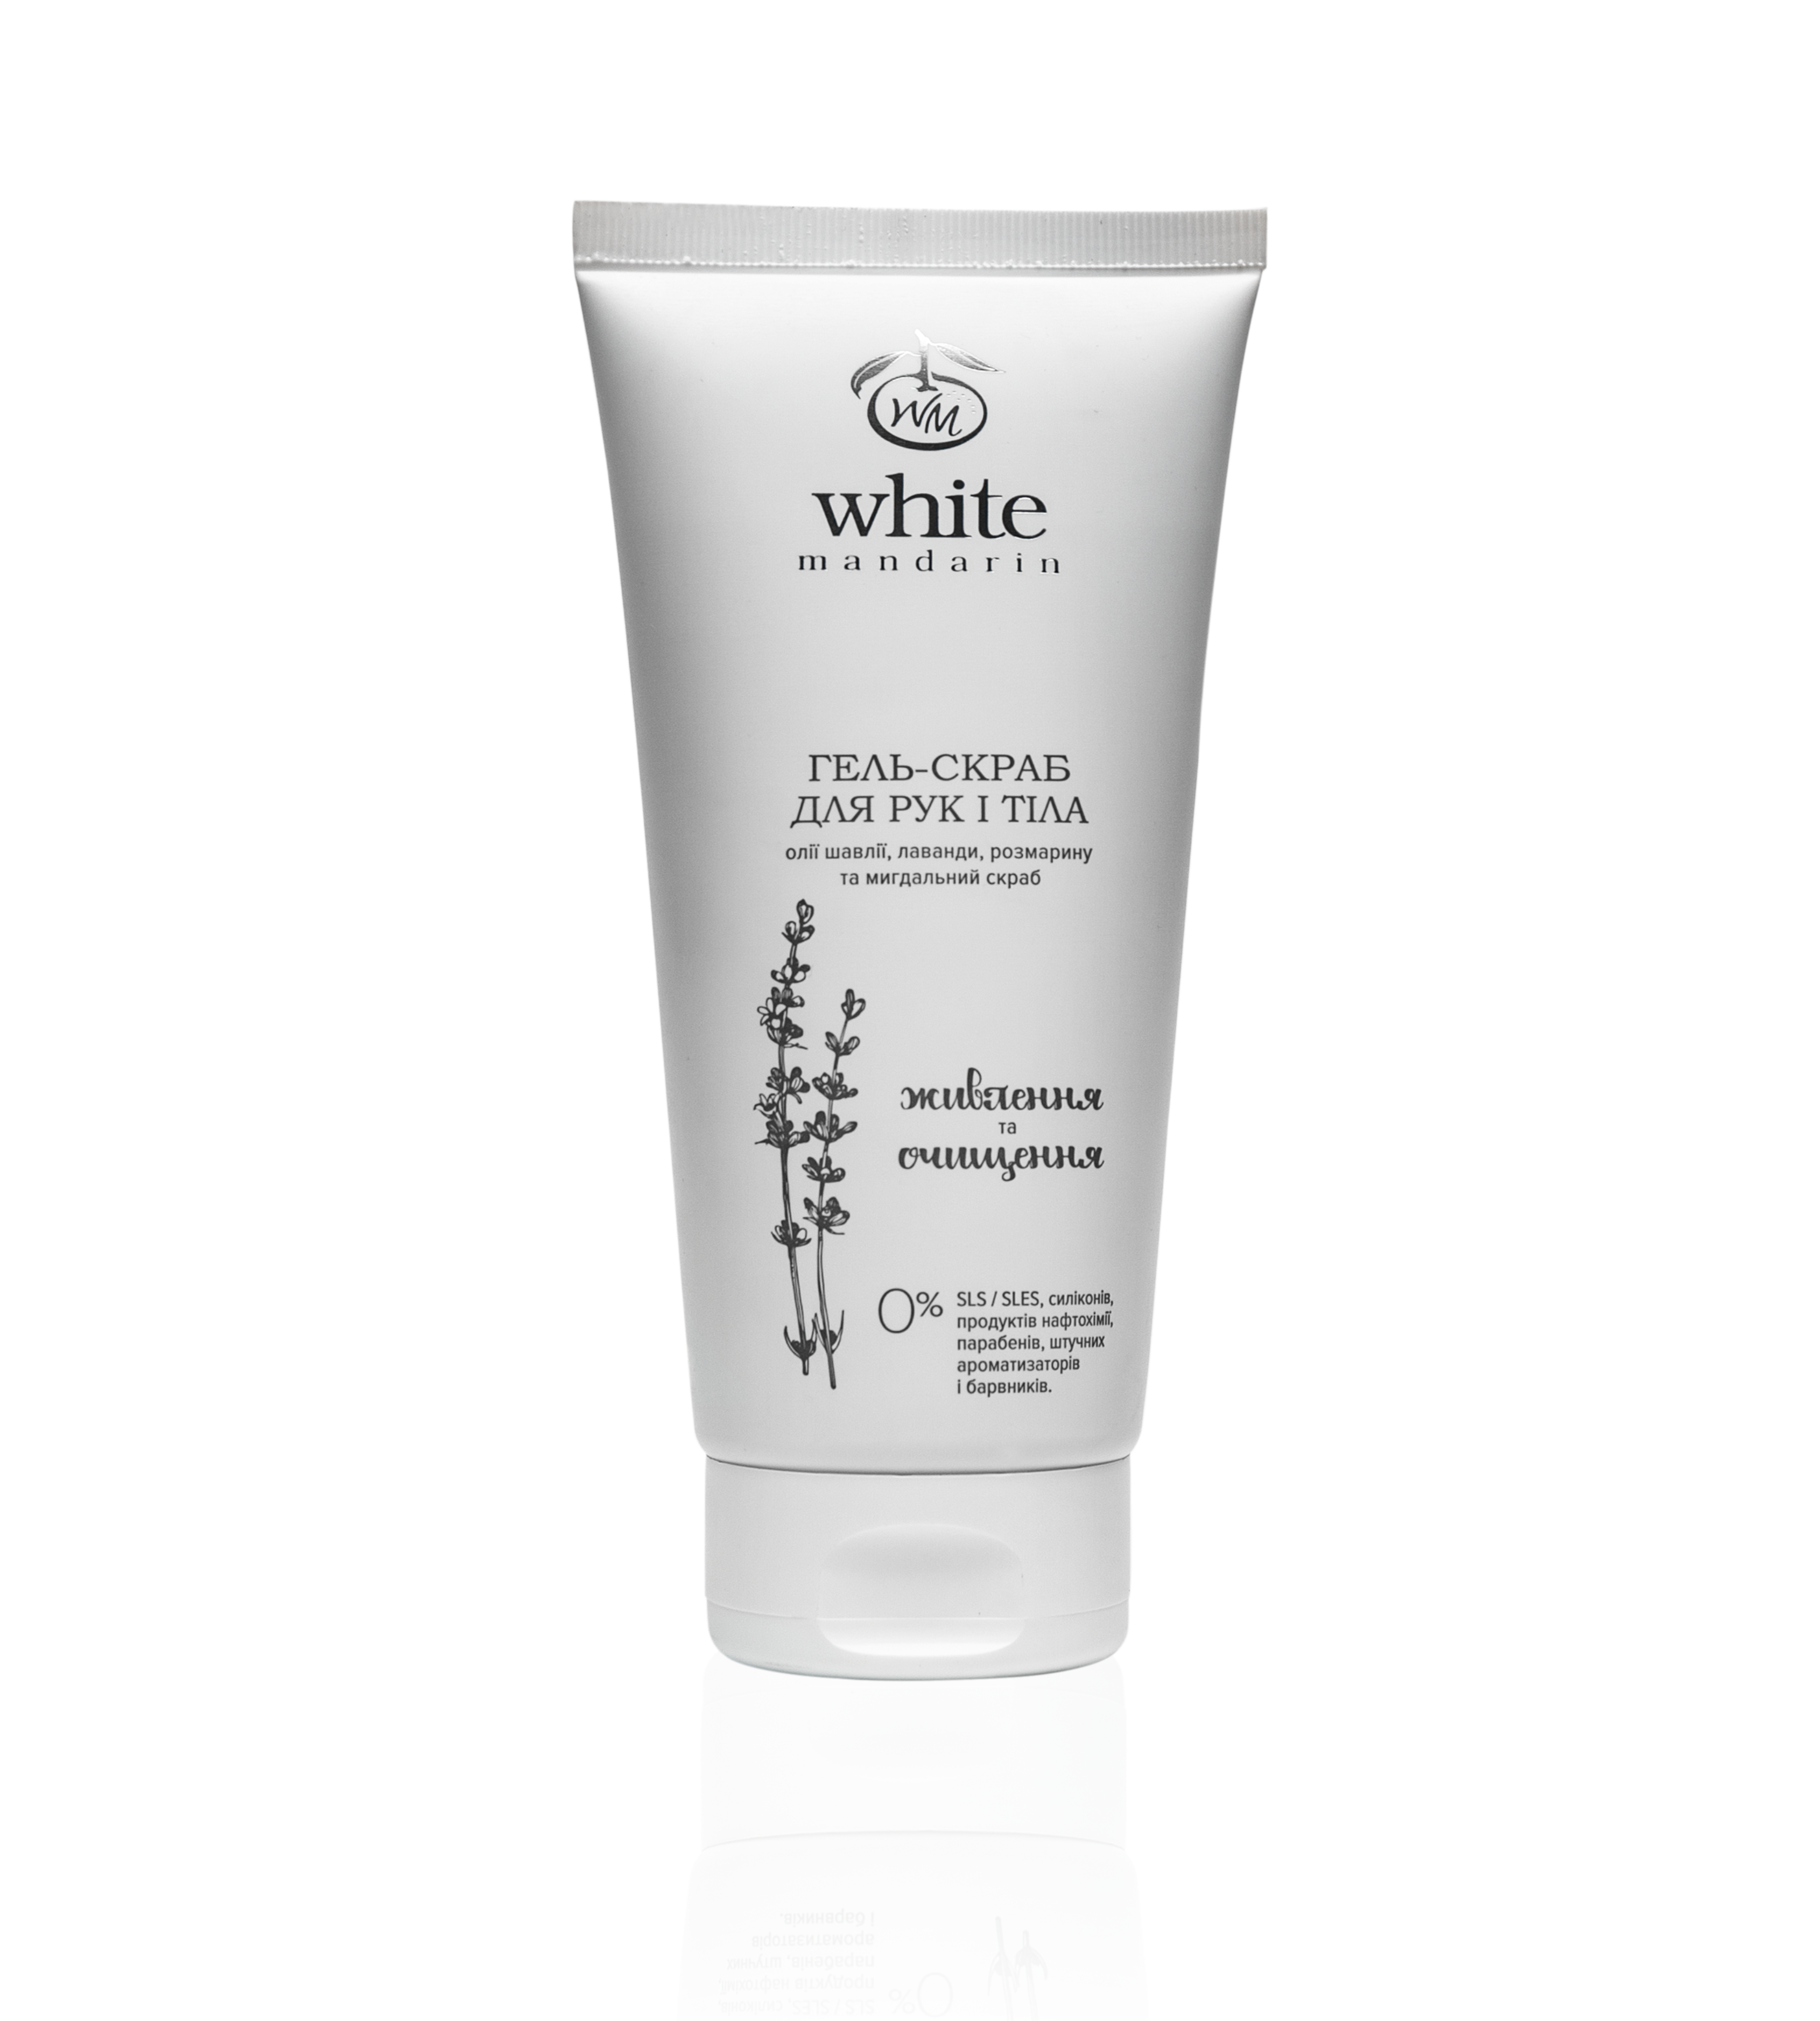 WM
white
mandarin
ГЕЛЬ-СКРАБ
ДЛЯ РУК І ТІЛА
олії шавлії, лаванди, розмарину
та мигдальний скраб
живлення
та
очищення
0% SLS / SLES, силіконів,
продуктів нафтохімії,
парабенів, штучних
ароматизаторів
і барвників.